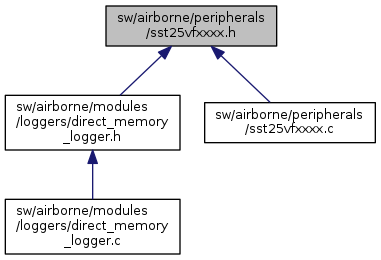 sw/airborne/peripherals
/sst25vfxxxx.h
sw/airborne/modules
/loggers/direct_memory
_logger.h
sw/airborne/peripherals
/sst25vfxxxx.c
sw/airborne/modules
/loggers/direct_memory
_logger.c